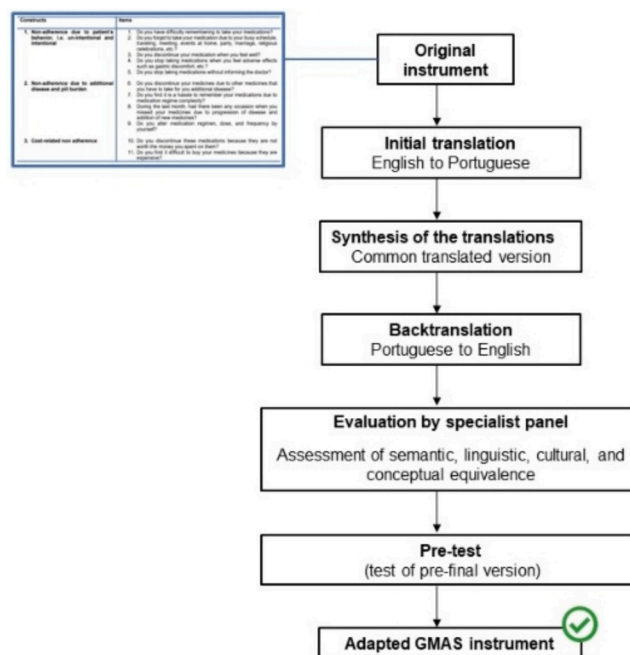 Constructs Items
1. Non-adherence due to patient's behavior, i.e. un-intentional and intentional
1. Do you have difficulty remembering to take your medications?
2. Do you forget to take your medication due to your busy schedule, traveling, meeting, events at home, party, marriage, religious celebrations, etc.?
3. Do you discontinue your medication when you feel well?
4. Do you stop taking medications when you feel adverse effects such as gastric discomfort, etc.?
5. Do you stop taking medications without informing the doctor?
2. Non-adherence due to additional disease and pill burden
6. Do you discontinue your medicines due to other medicines that you have to take for you additional disease?
7. Do you find it is a hassle to remember your medications due to medication regime complexity?
8. During the last month, had there been any occasion when you missed your medicines due to progression of disease and addition of new medicines?
9. Do you alter medication regimen, dose, and frequency by yourself?
3. Cost-related non adherence
10. Do you discontinue these medications because they are not worth the money you spent on them?
11. Do you find it difficult to buy your medicines because they are expensive?
Original
instrument
Initial translation
English to Portuguese
Synthesis of the translations
Common translated version
Backtranslation
Portuguese to English
Evaluation by specialist panel
Assessment of semantic, linguistic, cultural, and
conceptual equivalence
Pre-test
(test of pre-final version)
Adapted GMAS instrument